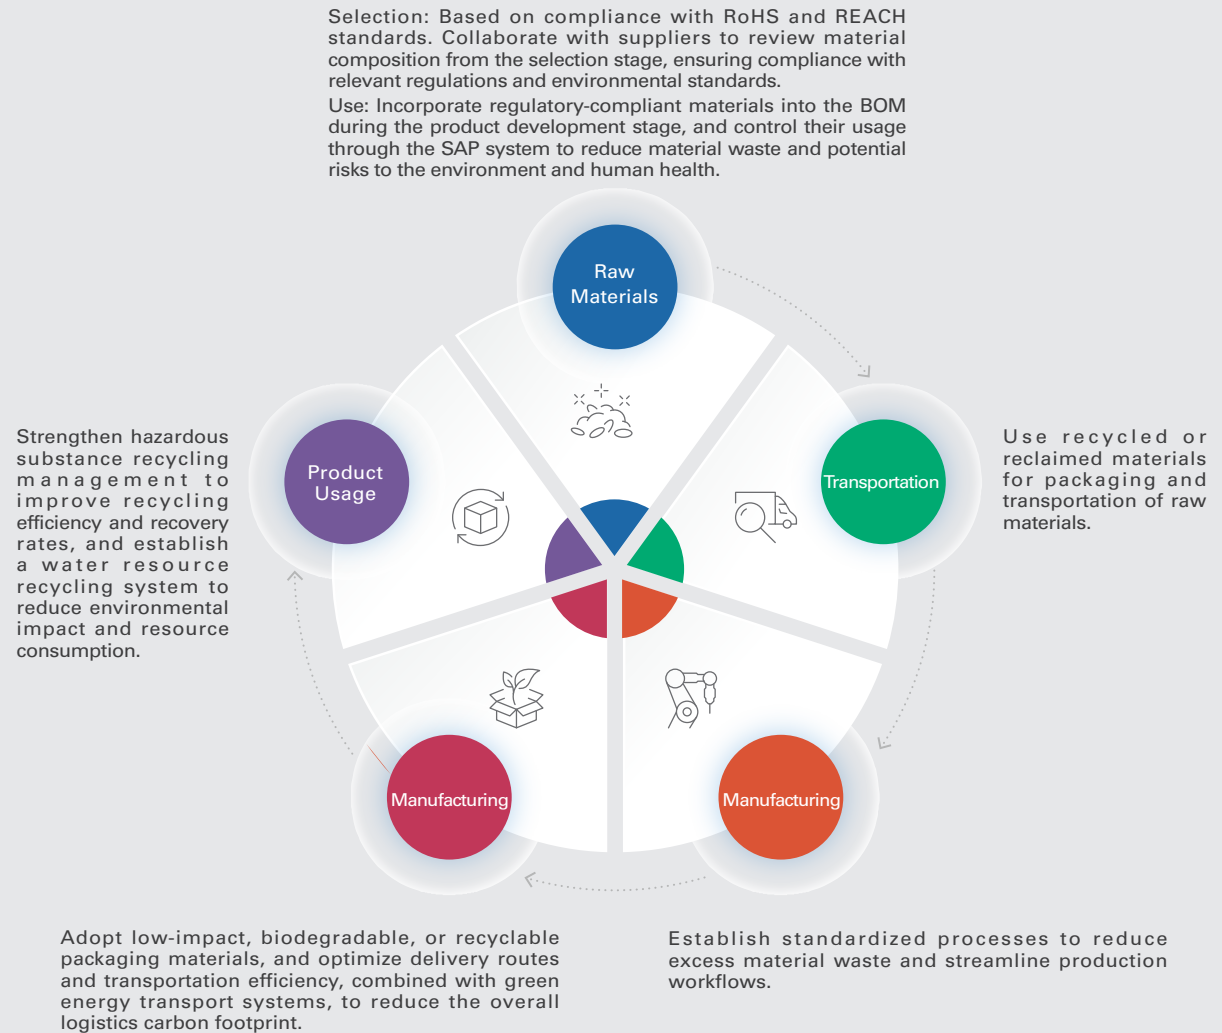 Selection: Based on compliance with RoHS and REACH
standards. Collaborate with suppliers to review material
composition from the selection stage, ensuring compliance with
relevant regulations and environmental standards.
Use: Incorporate regulatory-compliant materials into the BOM
during the product development stage, and control their usage
through the SAP system to reduce material waste and potential
risks to the environment and human health.
Raw
Materials
Transportation
Use recycled or
reclaimed materials
for packaging and
transportation of raw
materials.
Product
Usage
Strengthen hazardous
substance recycling
management to
improve recycling
efficiency and recovery
rates, and establish
a water resource
recycling system to
reduce environmental
impact and resource
consumption.
Manufacturing
Manufacturing
Adopt low-impact, biodegradable, or recyclable
packaging materials, and optimize delivery routes
and transportation efficiency, combined with green
energy transport systems, to reduce the overall
logistics carbon footprint.
Establish standardized processes to reduce
excess material waste and streamline production
workflows.